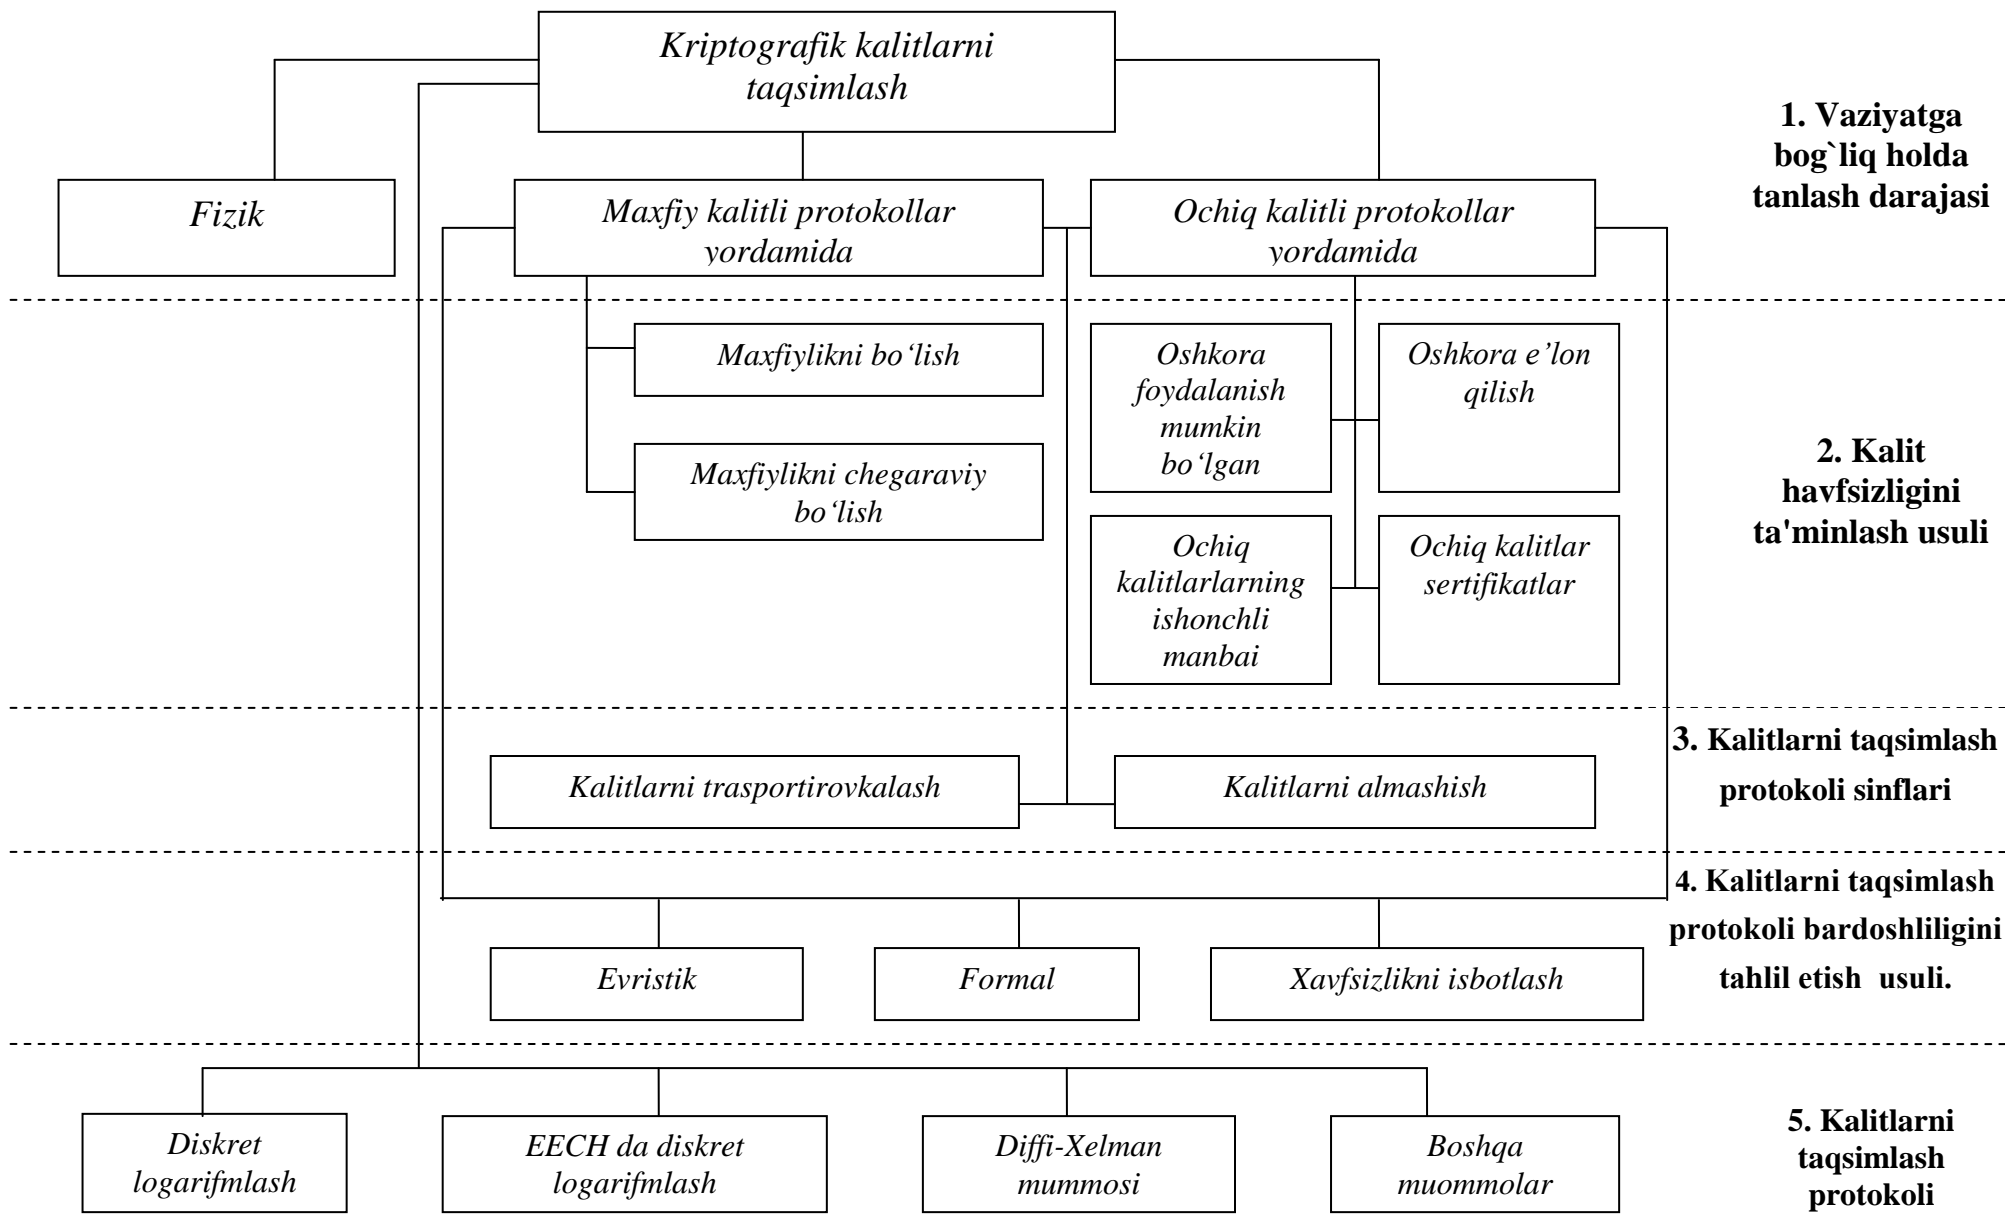 Kriptografik kalitlarni
taqsimlash
1. Vaziyatga
bog`liq holda
tanlash darajasi
Fizik
Maxfiy kalitli protokollar
yordamida
Ochiq kalitli protokollar
yordamida
Maxfiylikni bo‘lish
Maxfiylikni chegaraviy
bo‘lish
Oshkora
foydalanish
mumkin
bo‘lgan
Oshkora e’lon
qilish
Ochiq
kalitlarlarning
ishonchli
manbai
Ochiq kalitlar
sertifikatlar
2. Kalit
havfsizligini
ta'minlash usuli
Kalitlarni trasportirovkalash
Kalitlarni almashish
3. Kalitlarni taqsimlash
protokoli sinflari
Evristik
Formal
Xavfsizlikni isbotlash
4. Kalitlarni taqsimlash
protokoli bardoshliligini
tahlil etish usuli.
Diskret
logarifmlash
EECH da diskret
logarifmlash
Diffi-Xelman
mummosi
Boshqa
muommolar
5. Kalitlarni
taqsimlash
protokoli